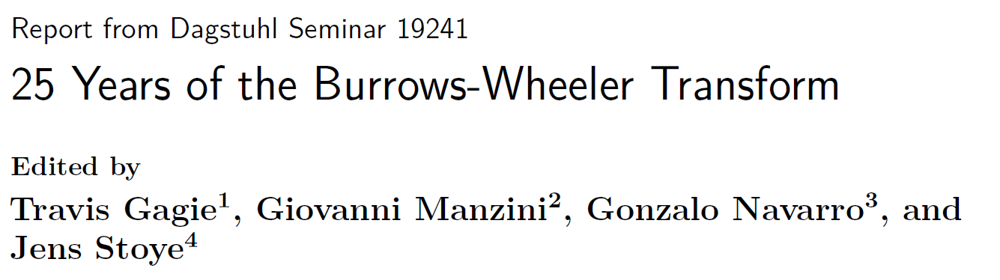 Report from Dagstuhl Seminar 19241
25 Years of the Burrows-Wheeler Transform
Edited by
Travis Gagie¹, Giovanni Manzini², Gonzalo Navarro³, and
Jens Stoye⁴